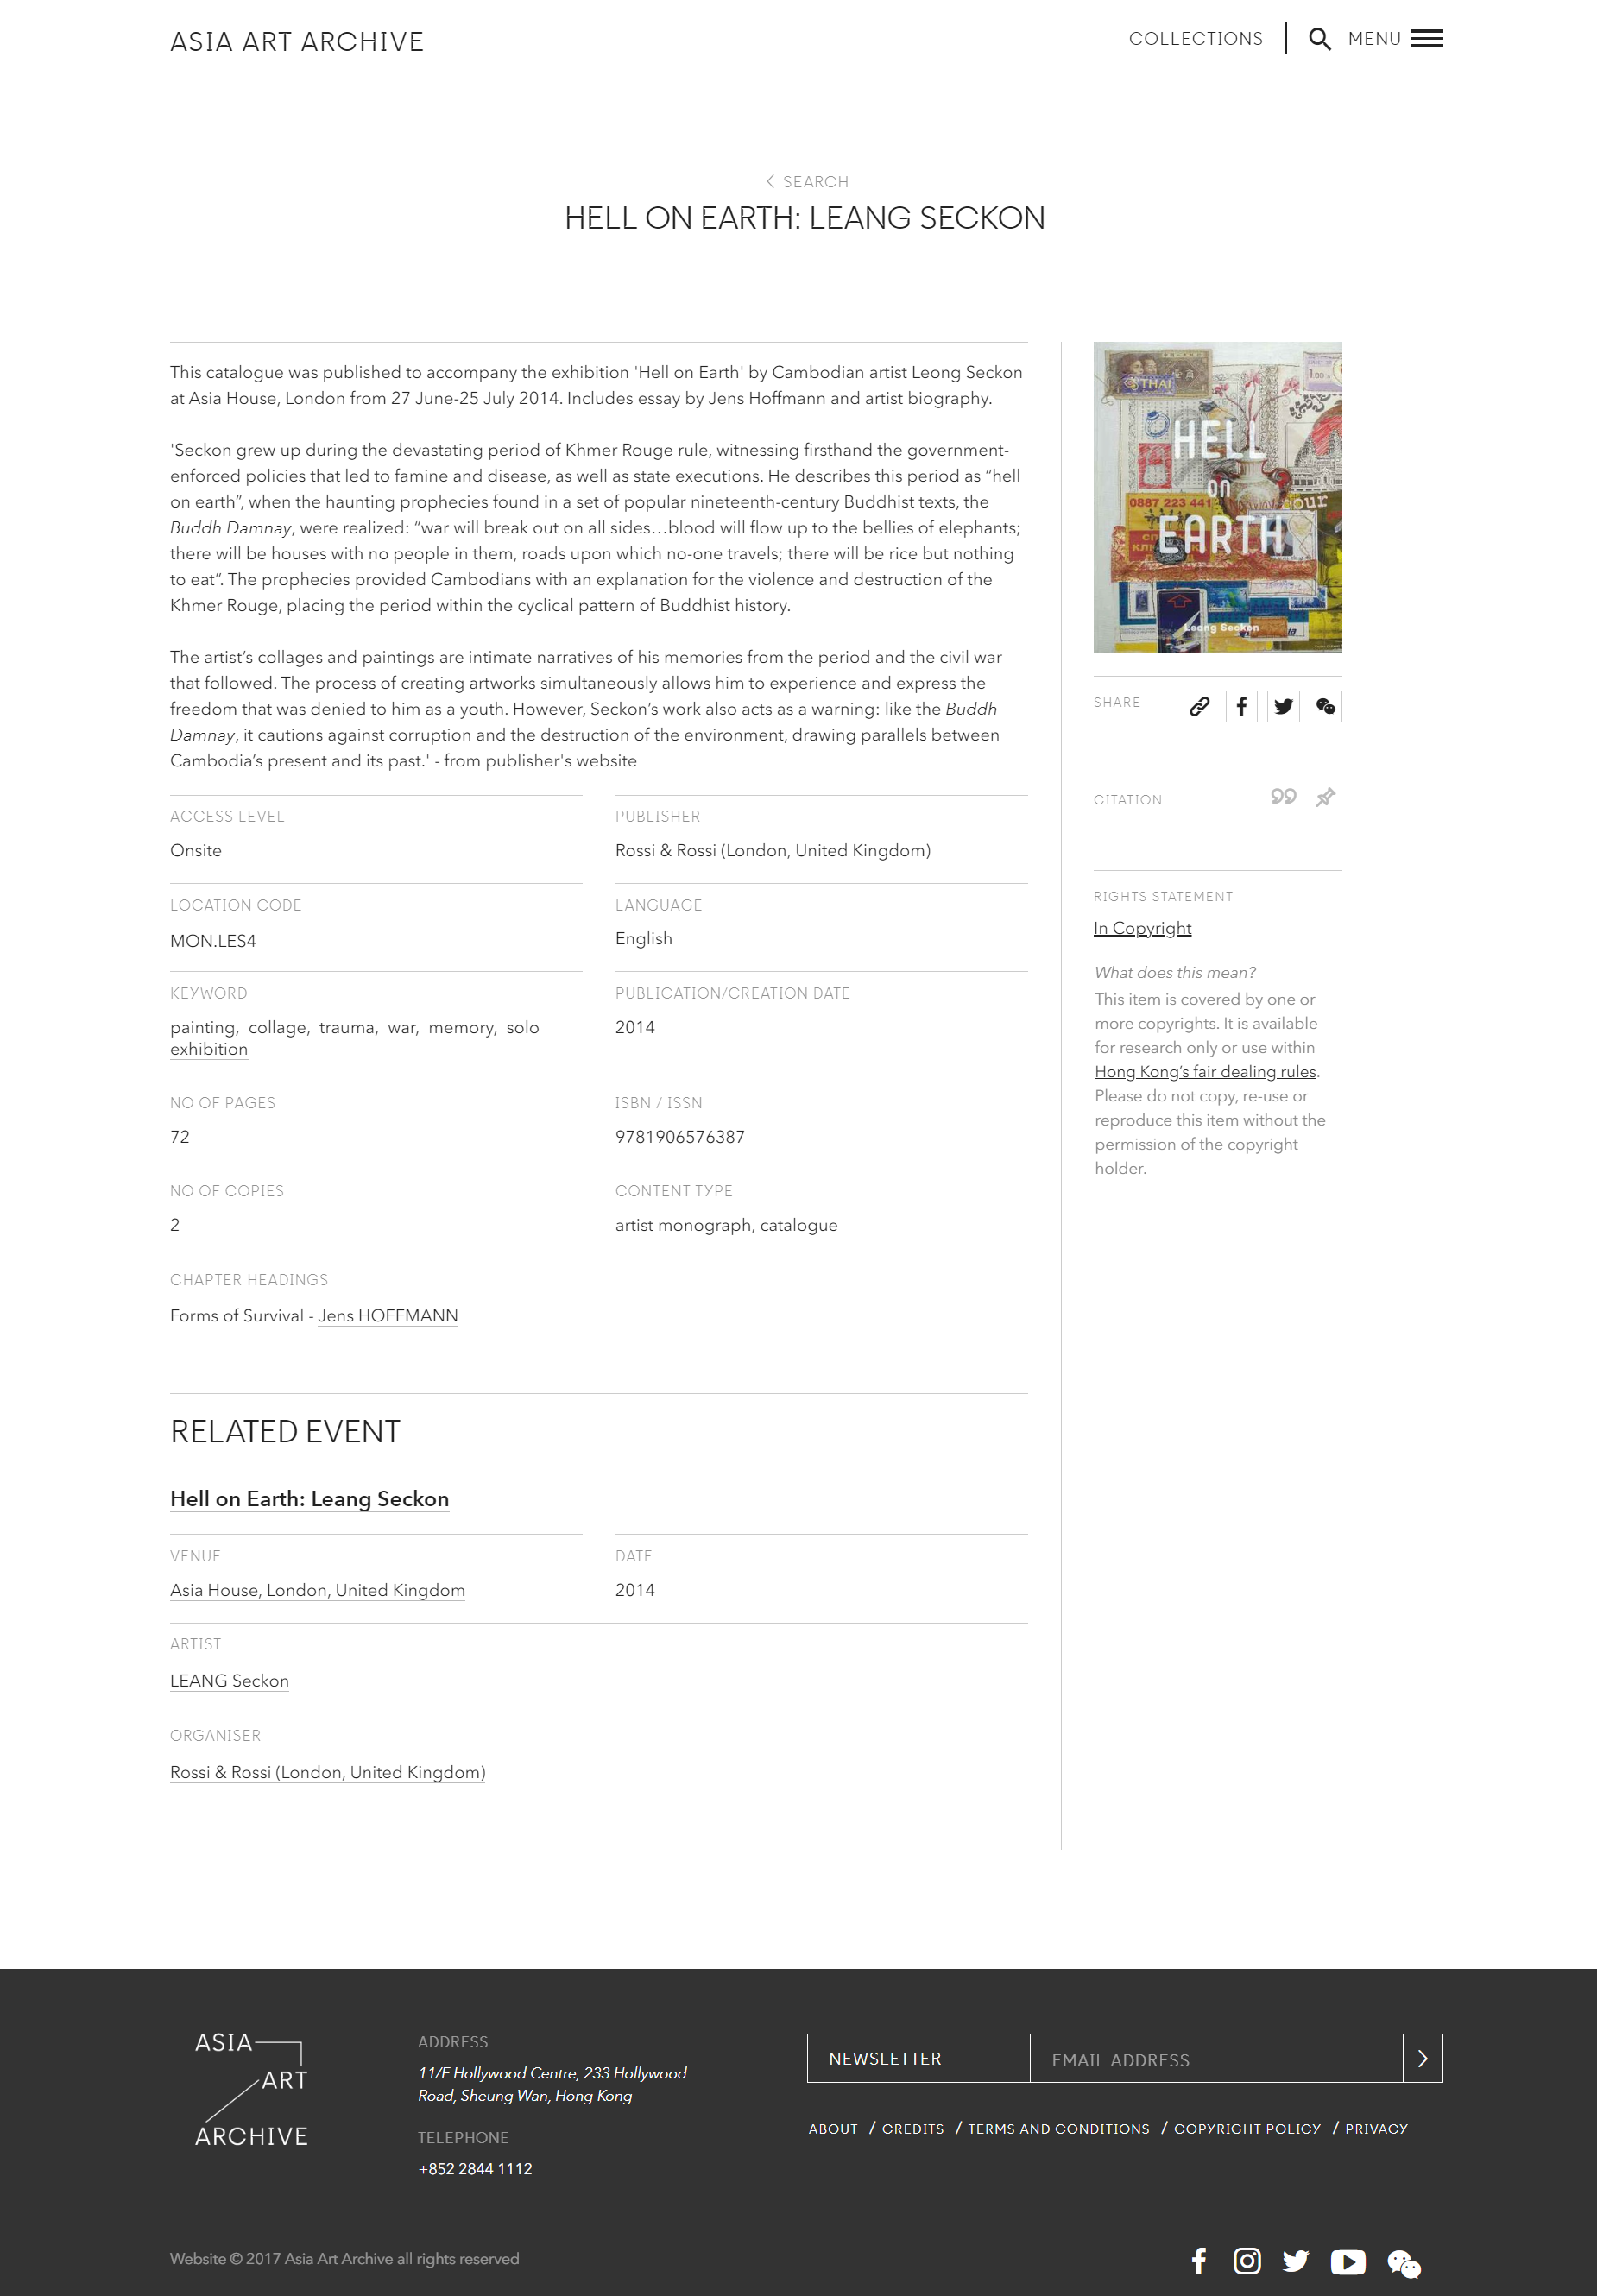 ASIA ART ARCHIVE
COLLECTIONS
MENU
SEARCH
HELL ON EARTH: LEANG SECKON
This catalogue was published to accompany the exhibition 'Hell on Earth' by Cambodian artist Leong Seckon
at Asia House, London from 27 June-25 July 2014. Includes essay by Jens Hoffmann and artist biography.
'Seckon grew up during the devastating period of Khmer Rouge rule, witnessing firsthand the government-
enforced policies that led to famine and disease, as well as state executions. He describes this period as “hell
on earth”, when the haunting prophecies found in a set of popular nineteenth-century Buddhist texts, the
Buddh Damnay, were realized: “war will break out on all sides…blood will flow up to the bellies of elephants;
there will be houses with no people in them, roads upon which no-one travels; there will be rice but nothing
to eat”. The prophecies provided Cambodians with an explanation for the violence and destruction of the
Khmer Rouge, placing the period within the cyclical pattern of Buddhist history.
The artist’s collages and paintings are intimate narratives of his memories from the period and the civil war
that followed. The process of creating artworks simultaneously allows him to experience and express the
freedom that was denied to him as a youth. However, Seckon’s work also acts as a warning: like the Buddh
Damnay, it cautions against corruption and the destruction of the environment, drawing parallels between
Cambodia’s present and its past.' - from publisher's website
ACCESS LEVEL
Onsite
PUBLISHER
Rossi & Rossi (London, United Kingdom)
LOCATION CODE
MON.LES4
LANGUAGE
English
KEYWORD
painting, collage, trauma, war, memory, solo
exhibition
PUBLICATION/CREATION DATE
2014
NO OF PAGES
72
ISBN / ISSN
9781906576387
NO OF COPIES
2
CONTENT TYPE
artist monograph, catalogue
CHAPTER HEADINGS
Forms of Survival - Jens HOFFMANN
RELATED EVENT
Hell on Earth: Leang Seckon
VENUE
Asia House, London, United Kingdom
DATE
2014
ARTIST
LEANG Seckon
ORGANISER
Rossi & Rossi (London, United Kingdom)
THAI
1.00
HELL
ON
our
0887 223 441
EARTH
Leang Seckon
SHARE
CITATION
RIGHTS STATEMENT
In Copyright
What does this mean?
This item is covered by one or
more copyrights. It is available
for research only or use within
Hong Kong’s fair dealing rules.
Please do not copy, re-use or
reproduce this item without the
permission of the copyright
holder.
ASIA
ART
ARCHIVE
ADDRESS
11/F Hollywood Centre, 233 Hollywood
Road, Sheung Wan, Hong Kong
TELEPHONE
+852 2844 1112
NEWSLETTER
EMAIL ADDRESS...
ABOUT / CREDITS / TERMS AND CONDITIONS / COPYRIGHT POLICY / PRIVACY
Website © 2017 Asia Art Archive all rights reserved